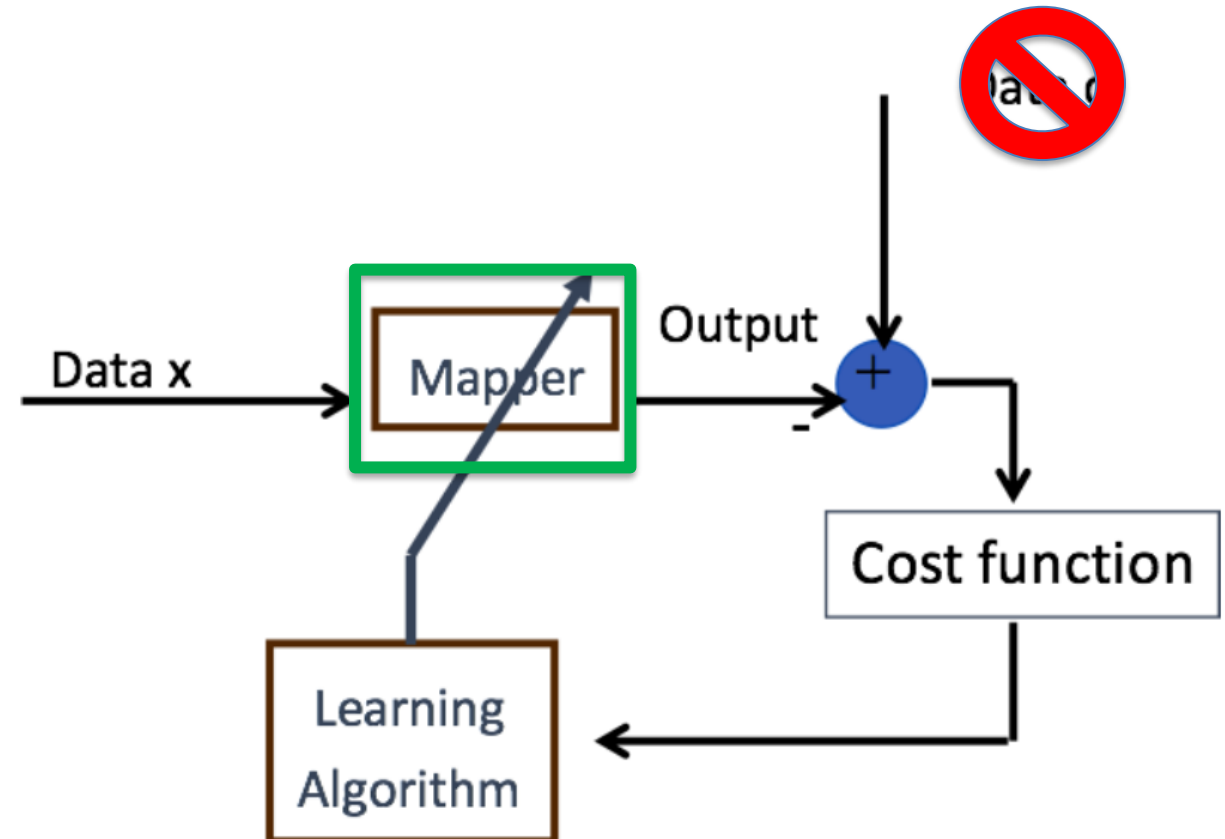 Data x
Mapper
Output
+
-
Cost function
Learning
Algorithm